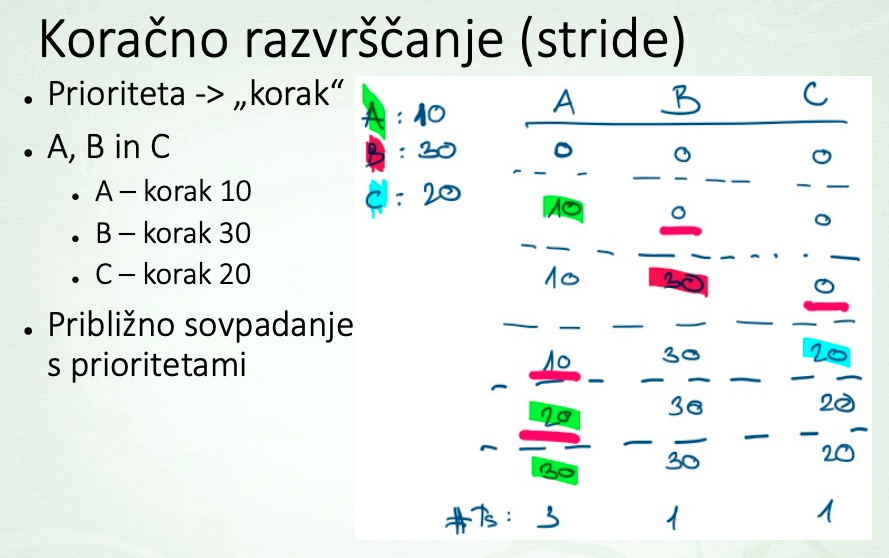 Koračno razvrščanje (stride)
• Prioriteta -> „korak“
• A, B in C
• A – korak 10
• B – korak 30
• C – korak 20
• Približno sovpadanje
s prioritetami
A : 10
B : 30
C : 20
A B C
0 0 0
10 0 0
10 30 0
10 30 20
20 30 20
30 30 20
#Ts : 3 1 1